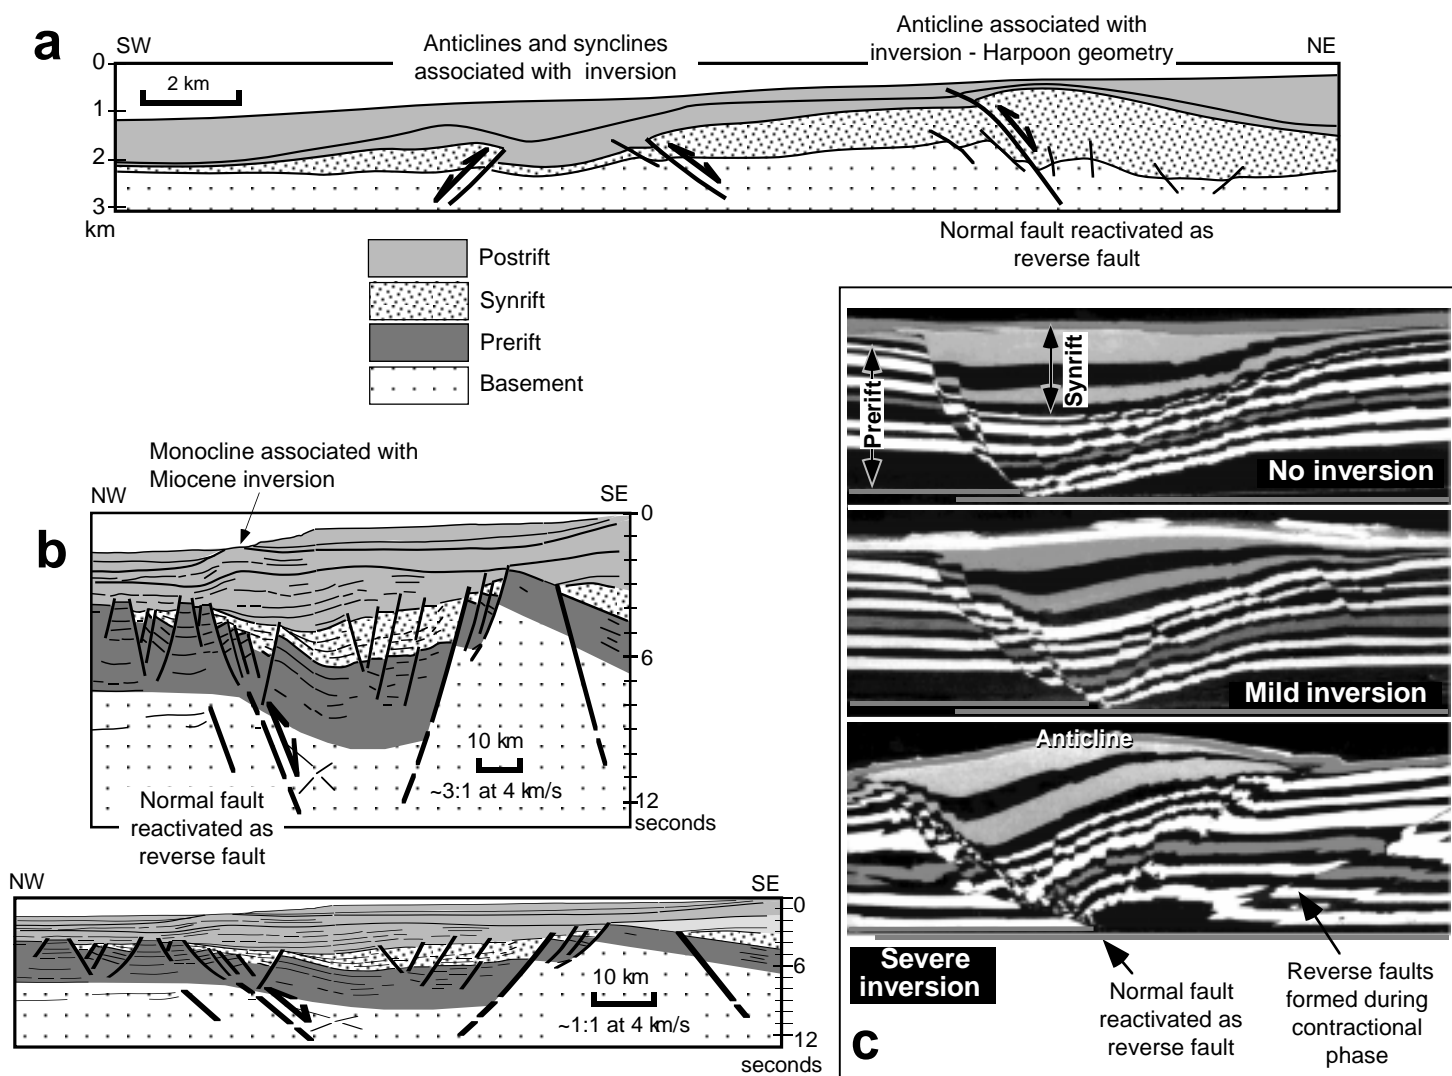 a
SW
Anticlines and synclines
associated with inversion
Anticline associated with
inversion - Harpoon geometry
NE
0
1
2
3
km
2 km
Normal fault reactivated as
reverse fault
Postrift
Synrift
Prerift
Basement
Monocline associated with
Miocene inversion
b
NW
SE
0
6
12
seconds
10 km
~3:1 at 4 km/s
Normal fault
reactivated as
reverse fault
NW
SE
0
6
12
seconds
10 km
~1:1 at 4 km/s
Prerift
Synrift
No inversion
Mild inversion
Anticline
Severe
inversion
c
Normal fault
reactivated as
reverse fault
Reverse faults
formed during
contractional
phase